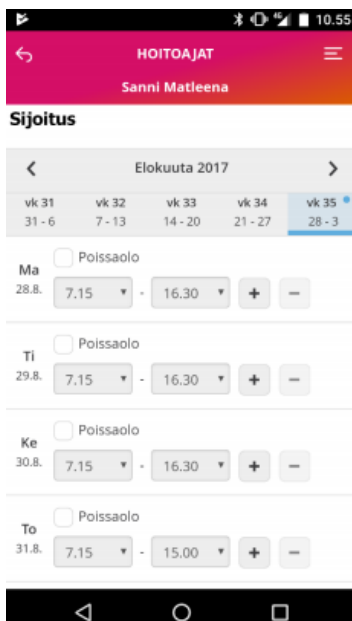 4G 10.55
HOITOAJAT
Sanni Matleena
Sijoitus
Elokuuta 2017
vk 31 vk 32 vk 33 vk 34 vk 35
31 - 6 7 - 13 14 - 20 21 - 27 28 - 3
Poissaolo
Ma
28.8. 7.15 - 16.30 + −
Poissaolo
Ti
29.8. 7.15 - 16.30 + −
Poissaolo
Ke
30.8. 7.15 - 16.30 + −
Poissaolo
To
31.8. 7.15 - 15.00 + −